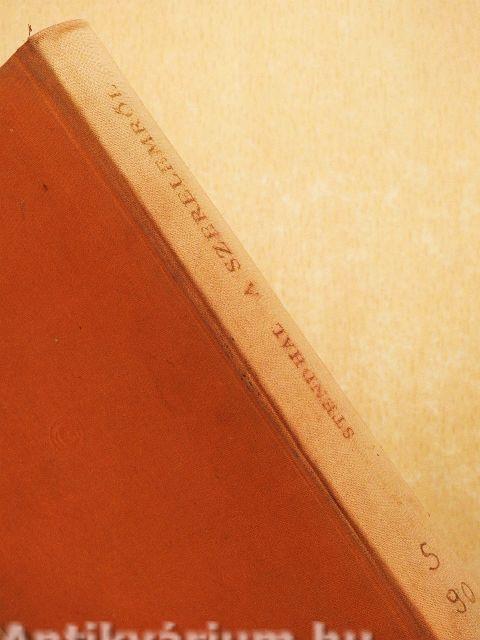 STENDHAL A SZERELEMRŐL
5
90
Antikvárium.hu